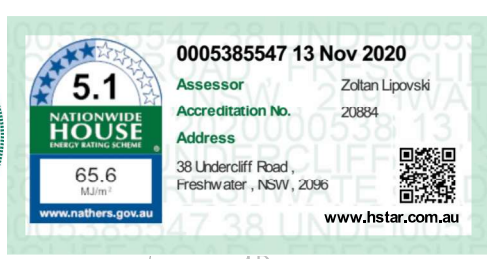 0005385547 13 Nov 2020
5.1
NATIONWIDE
HOUSE
ENERGY RATING SCHEME ®
65.6
MJ/m²
www.nathers.gov.au
Assessor Zoltan Lipovski
Accreditation No. 20884
Address
38 Undercliff Road ,
Freshwater , NSW , 2096
www.hstar.com.au